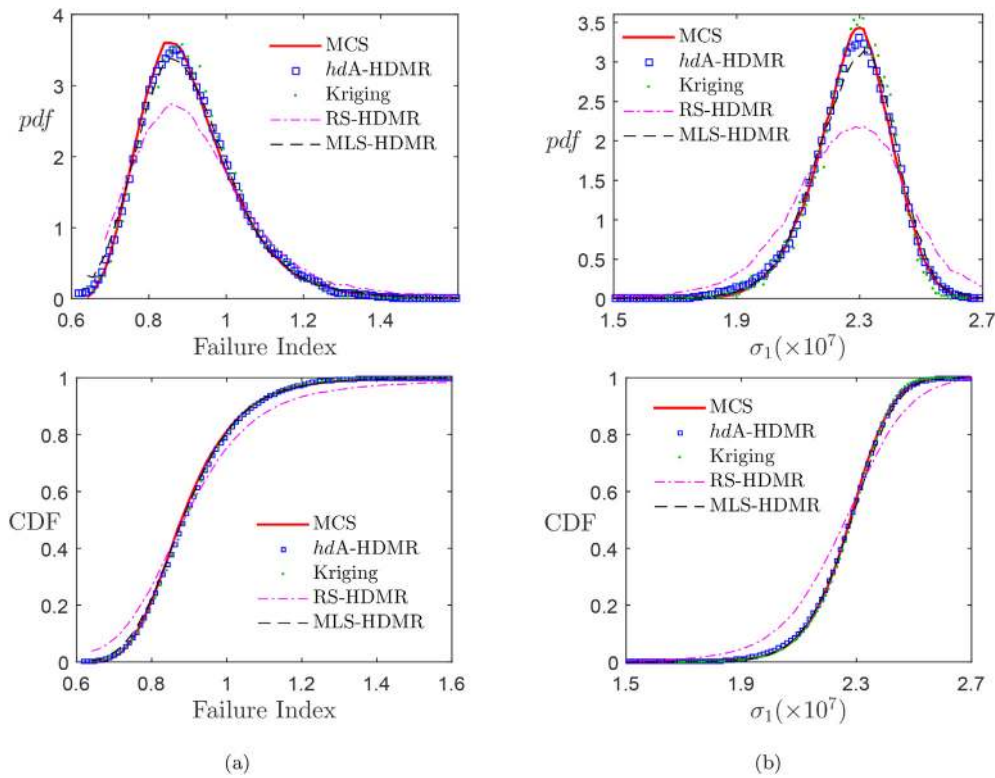 4
3
2
1
0
pdf
0.6
0.8
1
1.2
1.4
Failure Index
MCS
hdA-HDMR
Kriging
RS-HDMR
MLS-HDMR
3.5
3
2.5
2
1.5
1
0.5
0
pdf
1.5
1.9
2.3
2.7
σ₁(×10⁷)
MCS
hdA-HDMR
Kriging
RS-HDMR
MLS-HDMR
1
0.8
0.6
0.4
0.2
0
CDF
0.6
0.8
1
1.2
1.4
1.6
Failure Index
MCS
hdA-HDMR
Kriging
RS-HDMR
MLS-HDMR
(a)
1
0.8
0.6
0.4
0.2
0
CDF
1.5
1.9
2.3
2.7
σ₁(×10⁷)
MCS
hdA-HDMR
Kriging
RS-HDMR
MLS-HDMR
(b)